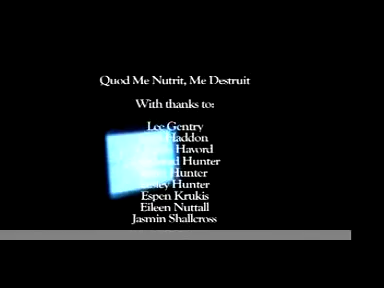 Quod Me Nutrit, Me Destruit
With thanks to:
Lee Gentry
Haddon
Havord
Hunter
Hunter
Hunter
Espen Krukis
Eileen Nuttall
Jasmin Shallcross